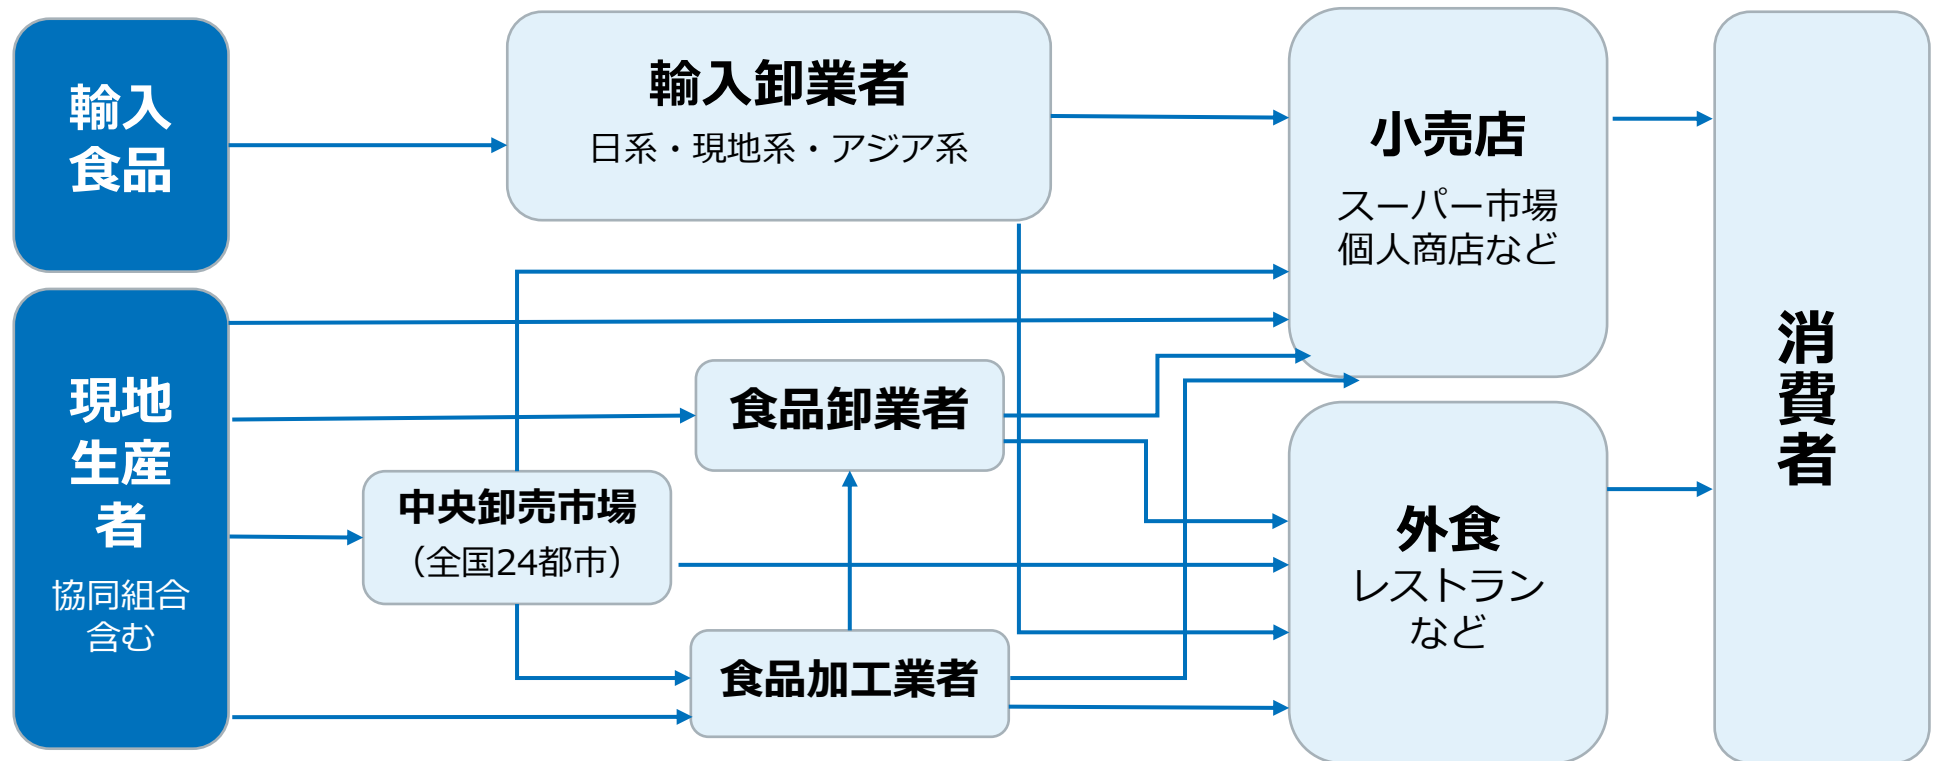 輸入
食品
輸入卸業者
日系・現地系・アジア系
小売店
スーパー市場
個人商店など
現地
生産
者
協同組合
含む
食品卸業者
中央卸売市場
（全国24都市）
食品加工業者
外食
レストラン
など
消費者